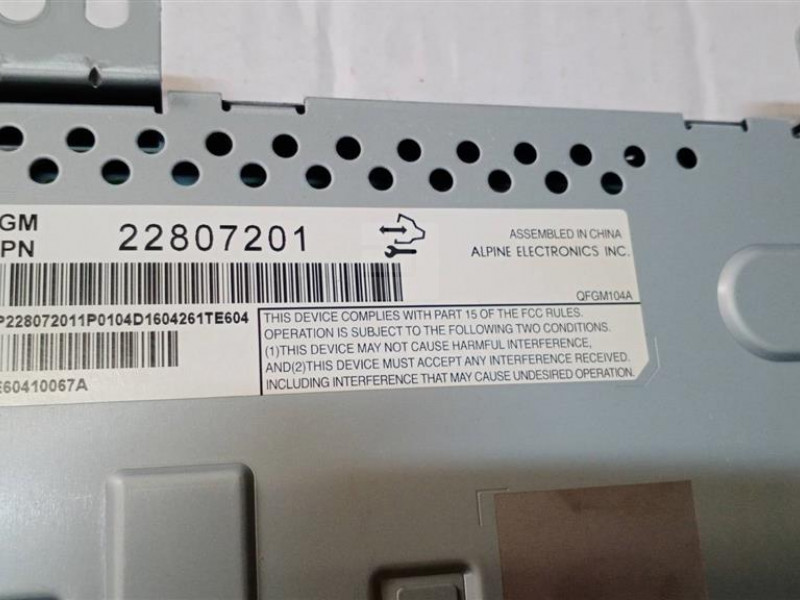 GM
PN 22807201
ASSEMBLED IN CHINA
ALPINE ELECTRONICS INC.
QFGM104A
P228072011P0104D1604261TE604
THIS DEVICE COMPLIES WITH PART 15 OF THE FCC RULES.
OPERATION IS SUBJECT TO THE FOLLOWING TWO CONDITIONS.
(1)THIS DEVICE MAY NOT CAUSE HARMFUL INTERFERENCE,
AND(2)THIS DEVICE MUST ACCEPT ANY INTERFERENCE RECEIVED.
INCLUDING INTERFERENCE THAT MAY CAUSE UNDESIRED OPERATION.
E60410067A